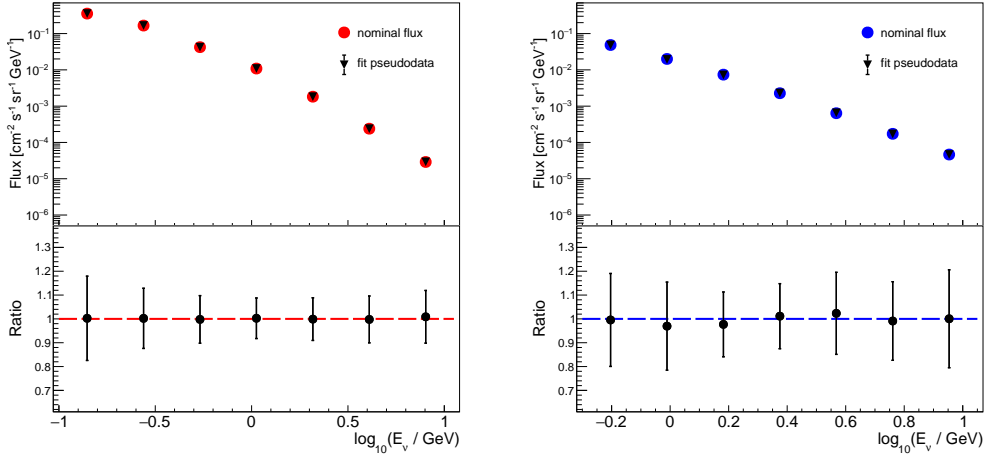 Flux [cm⁻² s⁻¹ sr⁻¹ GeV⁻¹]
10⁻¹
10⁻²
10⁻³
10⁻⁴
10⁻⁵
10⁻⁶
nominal flux
fit pseudodata
Ratio
1.3
1.2
1.1
1
0.9
0.8
0.7
−1 −0.5 0 0.5 1
log₁₀(Eᵥ / GeV)
Flux [cm⁻² s⁻¹ sr⁻¹ GeV⁻¹]
10⁻¹
10⁻²
10⁻³
10⁻⁴
10⁻⁵
10⁻⁶
nominal flux
fit pseudodata
Ratio
1.3
1.2
1.1
1
0.9
0.8
0.7
−0.2 0 0.2 0.4 0.6 0.8 1
log₁₀(Eᵥ / GeV)